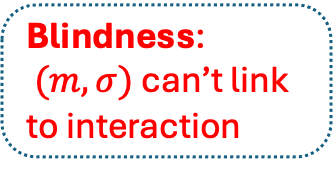 Blindness:
(m, σ) can’t link
to interaction